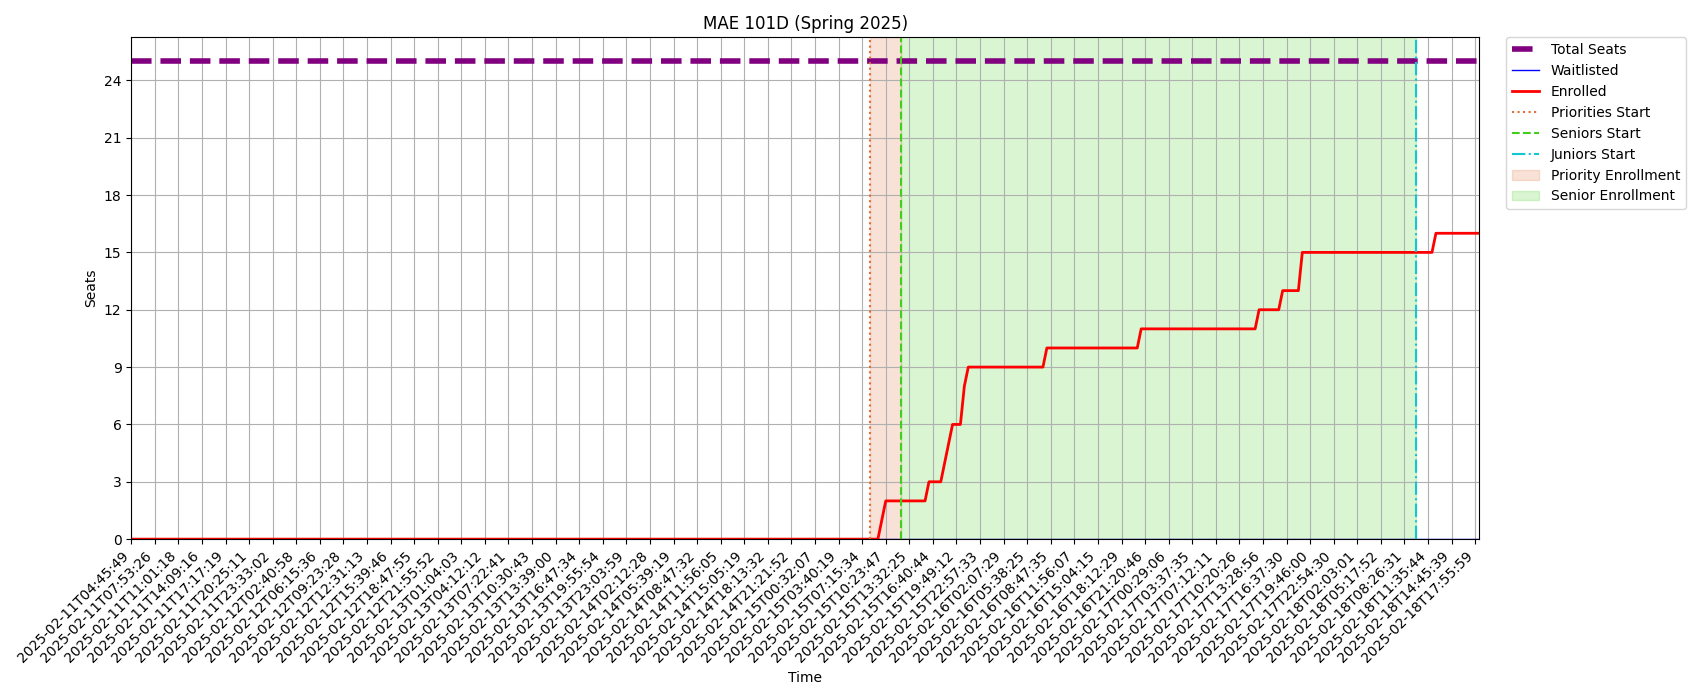 MAE 101D (Spring 2025)
Total Seats
Waitlisted
Enrolled
Priorities Start
Seniors Start
Juniors Start
Priority Enrollment
Senior Enrollment
Seats
24
21
18
15
12
9
6
3
0
2025-02-11T04:45:49
2025-02-11T07:53:26
2025-02-11T11:01:18
2025-02-11T14:09:16
2025-02-11T17:17:19
2025-02-11T20:25:11
2025-02-11T23:33:02
2025-02-12T02:40:58
2025-02-12T06:15:36
2025-02-12T09:23:28
2025-02-12T12:31:13
2025-02-12T15:39:46
2025-02-12T18:47:55
2025-02-12T21:55:52
2025-02-13T01:04:03
2025-02-13T04:12:12
2025-02-13T07:22:41
2025-02-13T10:30:43
2025-02-13T13:39:00
2025-02-13T16:47:34
2025-02-13T19:55:54
2025-02-13T23:03:59
2025-02-14T02:12:28
2025-02-14T05:39:19
2025-02-14T08:47:32
2025-02-14T11:56:05
2025-02-14T15:05:19
2025-02-14T18:13:32
2025-02-14T21:21:52
2025-02-15T00:32:07
2025-02-15T03:40:19
2025-02-15T07:15:34
2025-02-15T10:23:47
2025-02-15T13:32:25
2025-02-15T16:40:44
2025-02-15T19:49:12
2025-02-15T22:57:33
2025-02-16T02:07:29
2025-02-16T05:38:25
2025-02-16T08:47:35
2025-02-16T11:56:07
2025-02-16T15:04:15
2025-02-16T18:12:29
2025-02-16T21:20:46
2025-02-17T00:29:06
2025-02-17T03:37:35
2025-02-17T07:12:11
2025-02-17T10:20:26
2025-02-17T13:28:56
2025-02-17T16:37:30
2025-02-17T19:46:00
2025-02-17T22:54:30
2025-02-18T02:03:01
2025-02-18T05:17:52
2025-02-18T08:26:31
2025-02-18T11:35:44
2025-02-18T14:45:39
2025-02-18T17:55:59
Time